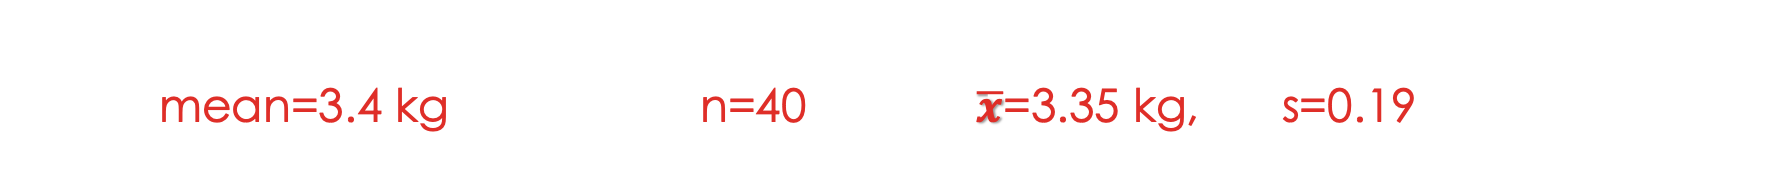 mean=3.4 kg n=40 x̄=3.35 kg, s=0.19